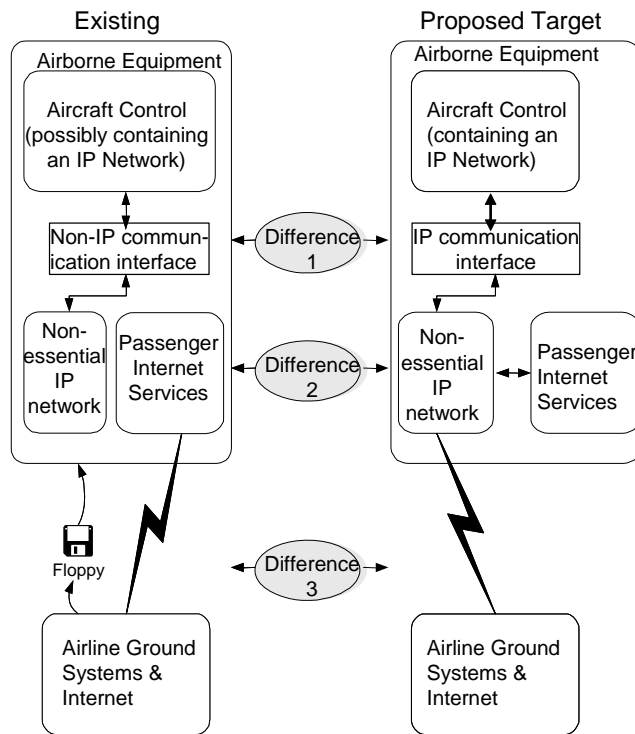 Existing
Airborne Equipment
Aircraft Control
(possibly containing
an IP Network)
Non-IP commun-
ication interface
Non-
essential
IP
network
Passenger
Internet
Services
Floppy
Airline Ground
Systems &
Internet
Difference
1
Difference
2
Difference
3
Proposed Target
Airborne Equipment
Aircraft Control
(containing an
IP Network)
IP communication
interface
Non-
essential
IP
network
Passenger
Internet
Services
Airline Ground
Systems &
Internet